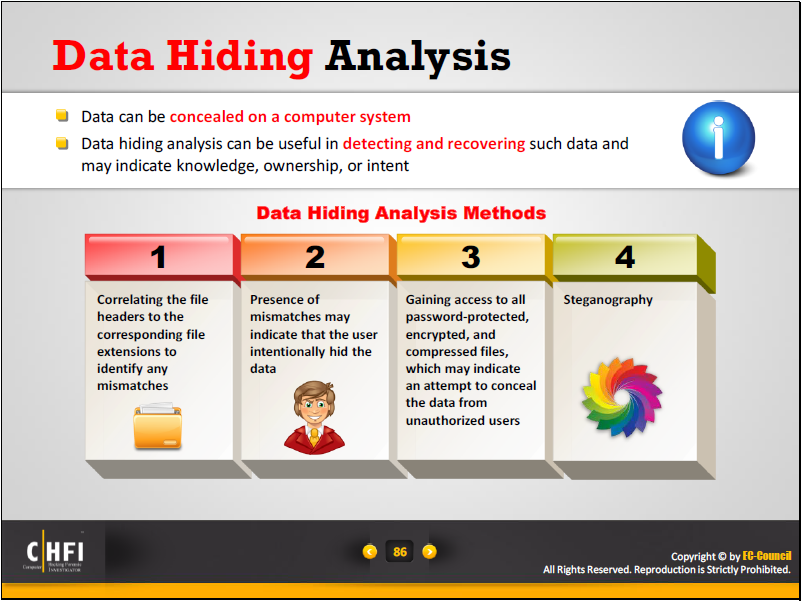 Data Hiding Analysis
Data can be concealed on a computer system
Data hiding analysis can be useful in detecting and recovering such data and
may indicate knowledge, ownership, or intent
Data Hiding Analysis Methods
1
Correlating the file
headers to the
corresponding file
extensions to
identify any
mismatches
2
Presence of
mismatches may
indicate that the user
intentionally hid the
data
3
Gaining access to all
password-protected,
encrypted, and
compressed files,
which may indicate
an attempt to conceal
the data from
unauthorized users
4
Steganography
CHFI
Computer Hacking Forensic
INVESTIGATOR
86
Copyright © by EC-Council
All Rights Reserved. Reproduction is Strictly Prohibited.